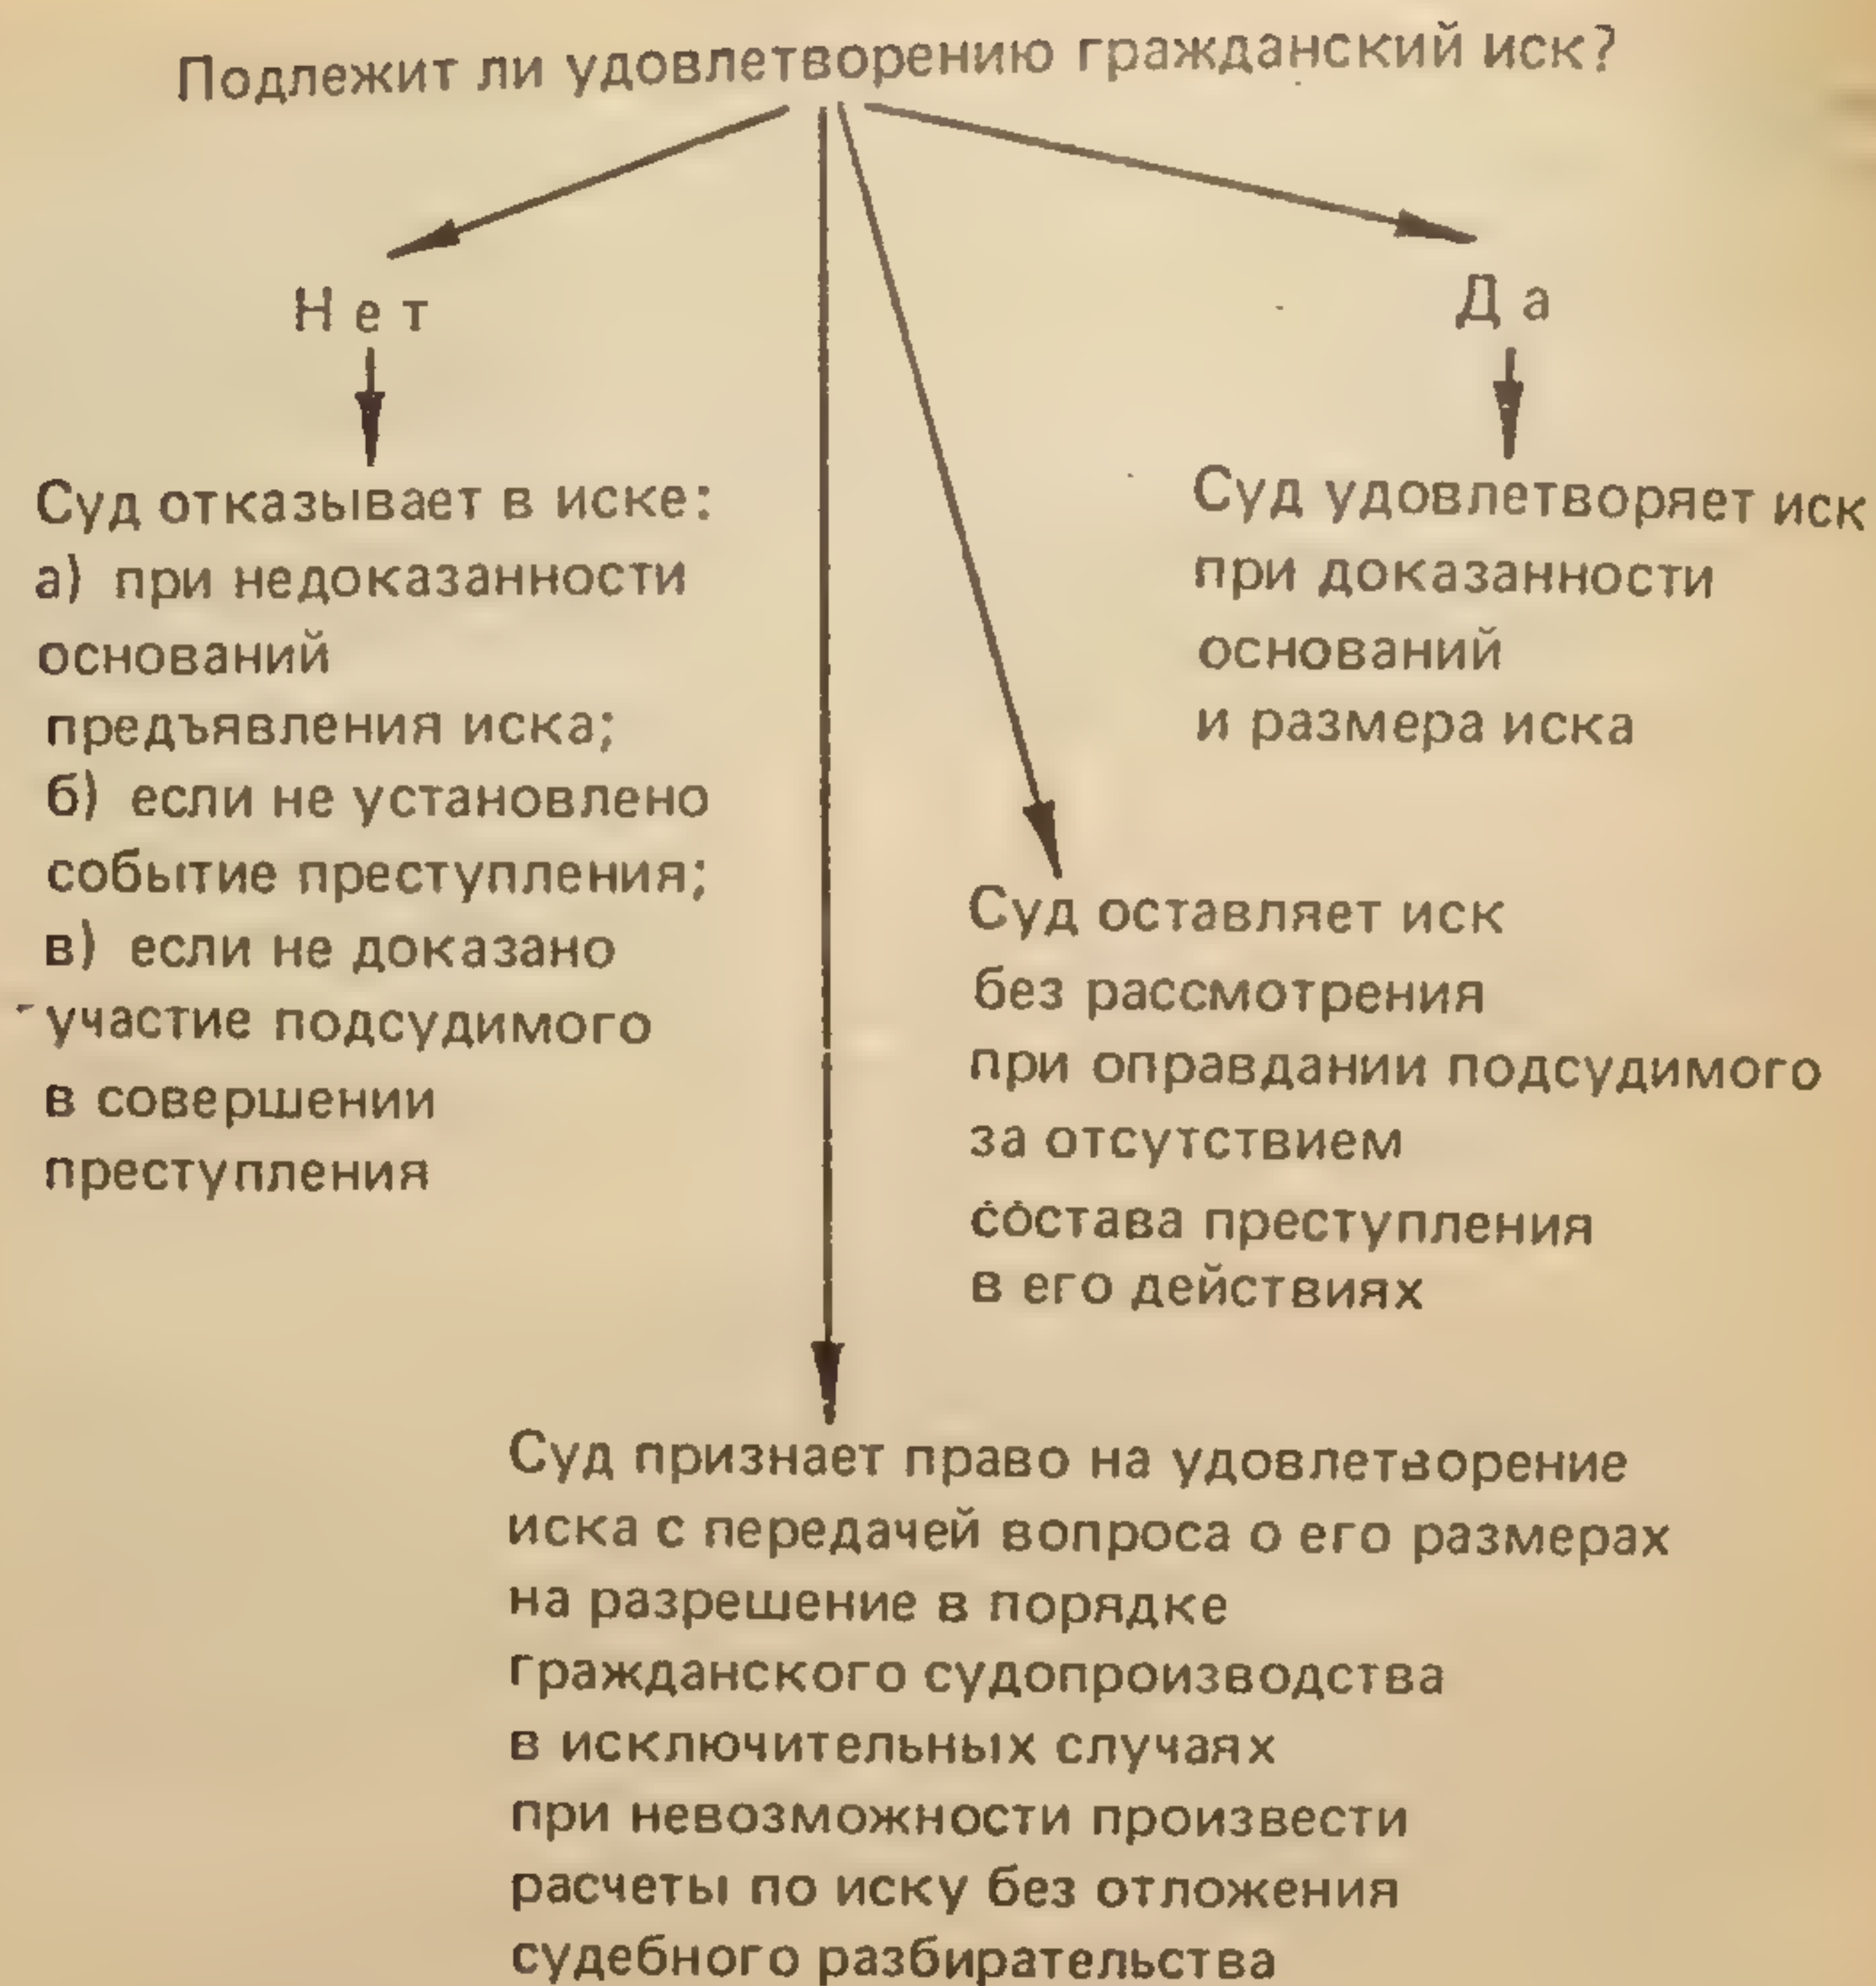 Подлежит ли удовлетворению гражданский иск?
Нет
Да
Суд отказывает в иске:
а) при недоказанности
оснований
предъявления иска;
б) если не установлено
событие преступления;
в) если не доказано
участие подсудимого
в совершении
преступления
Суд удовлетворяет иск
при доказанности
оснований
и размера иска
Суд оставляет иск
без рассмотрения
при оправдании подсудимого
за отсутствием
состава преступления
в его действиях
Суд признает право на удовлетворение
иска с передачей вопроса о его размерах
на разрешение в порядке
гражданского судопроизводства
в исключительных случаях
при невозможности произвести
расчеты по иску без отложения
судебного разбирательства